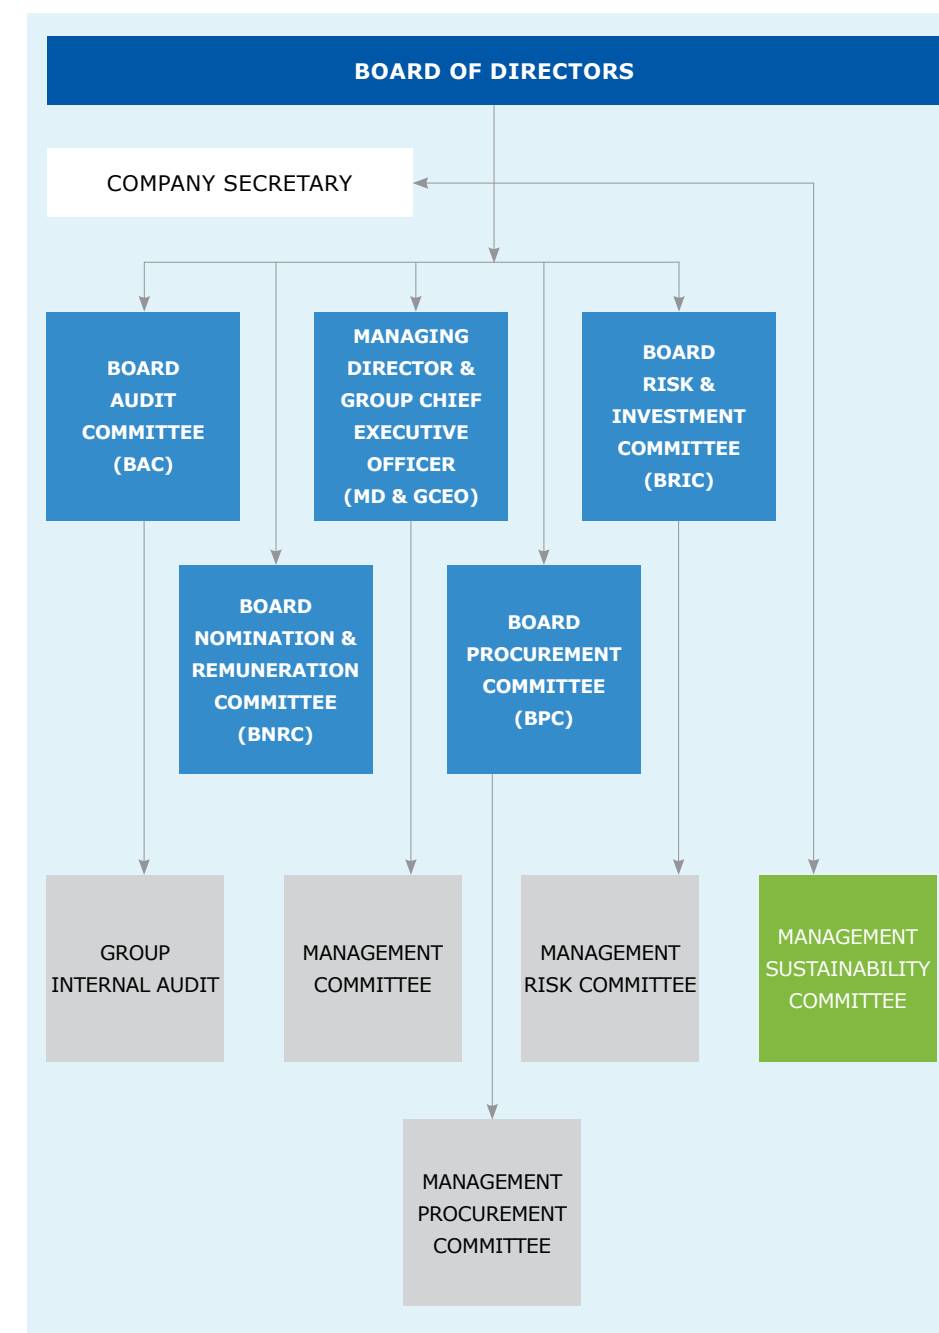 BOARD OF DIRECTORS
COMPANY SECRETARY
BOARD
AUDIT
COMMITTEE
(BAC)
MANAGING
DIRECTOR &
GROUP CHIEF
EXECUTIVE
OFFICER
(MD & GCEO)
BOARD
RISK &
INVESTMENT
COMMITTEE
(BRIC)
BOARD
NOMINATION &
REMUNERATION
COMMITTEE
(BNRC)
BOARD
PROCUREMENT
COMMITTEE
(BPC)
GROUP
INTERNAL AUDIT
MANAGEMENT
COMMITTEE
MANAGEMENT
RISK COMMITTEE
MANAGEMENT
SUSTAINABILITY
COMMITTEE
MANAGEMENT
PROCUREMENT
COMMITTEE